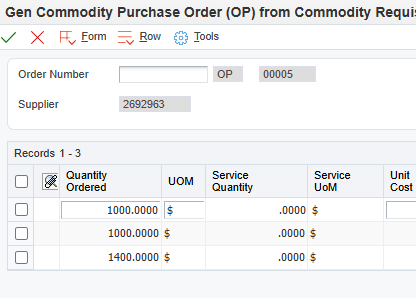 Gen Commodity Purchase Order (OP) from Commodity Requis
Form Row Tools
Order Number OP 00005
Supplier 2692963
Records 1 - 3
Quantity Ordered UOM Service Quantity Service UoM Unit Cost
1000.0000 $ .0000 $
1000.0000 $ .0000 $
1400.0000 $ .0000 $